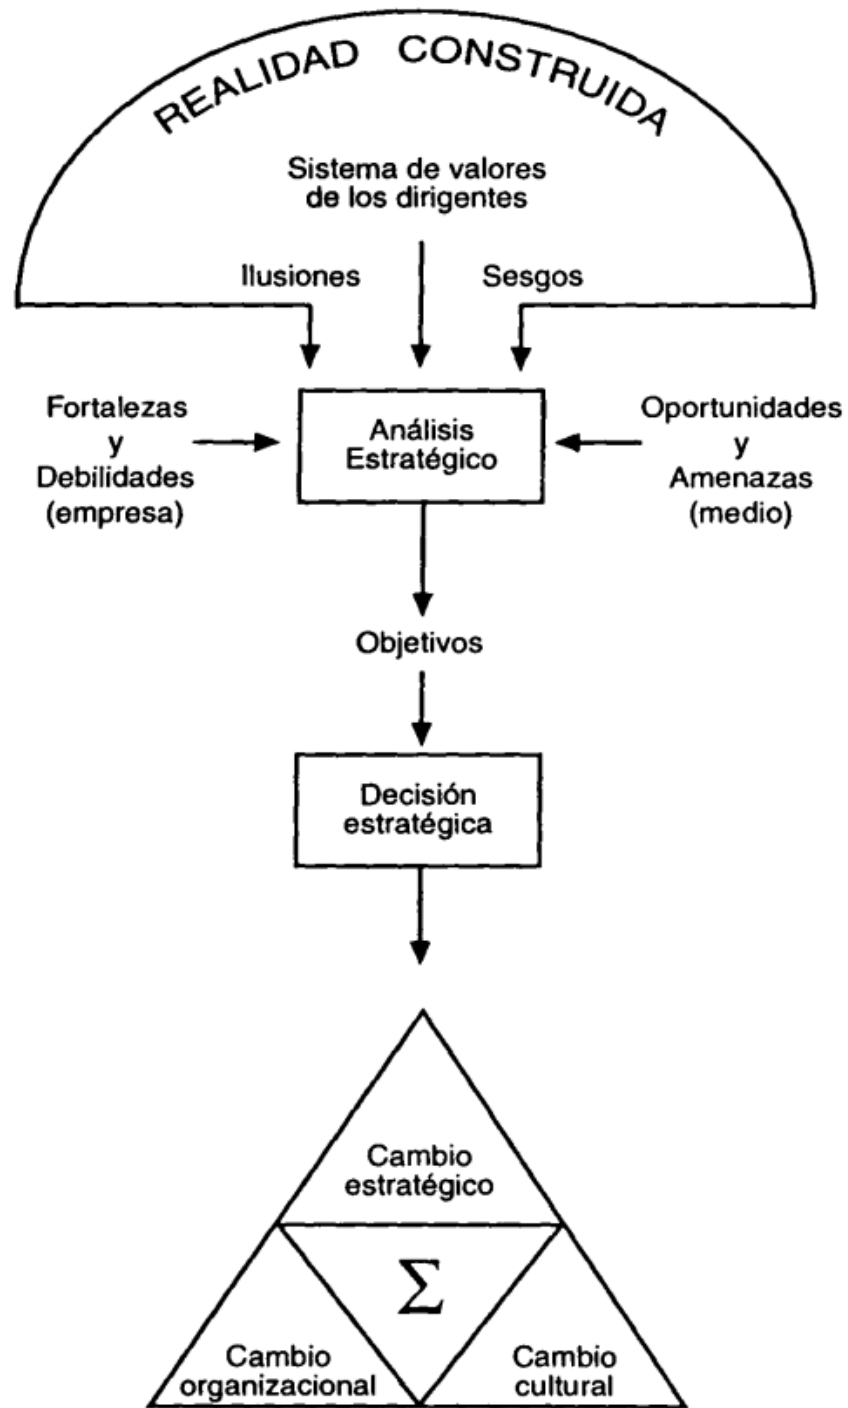 REALIDAD CONSTRUIDA
Sistema de valores
de los dirigentes
Ilusiones
Sesgos
Fortalezas
y
Debilidades
(empresa)
Análisis
Estratégico
Oportunidades
y
Amenazas
(medio)
Objetivos
Decisión
estratégica
Cambio
estratégico
Σ
Cambio
organizacional
Cambio
cultural